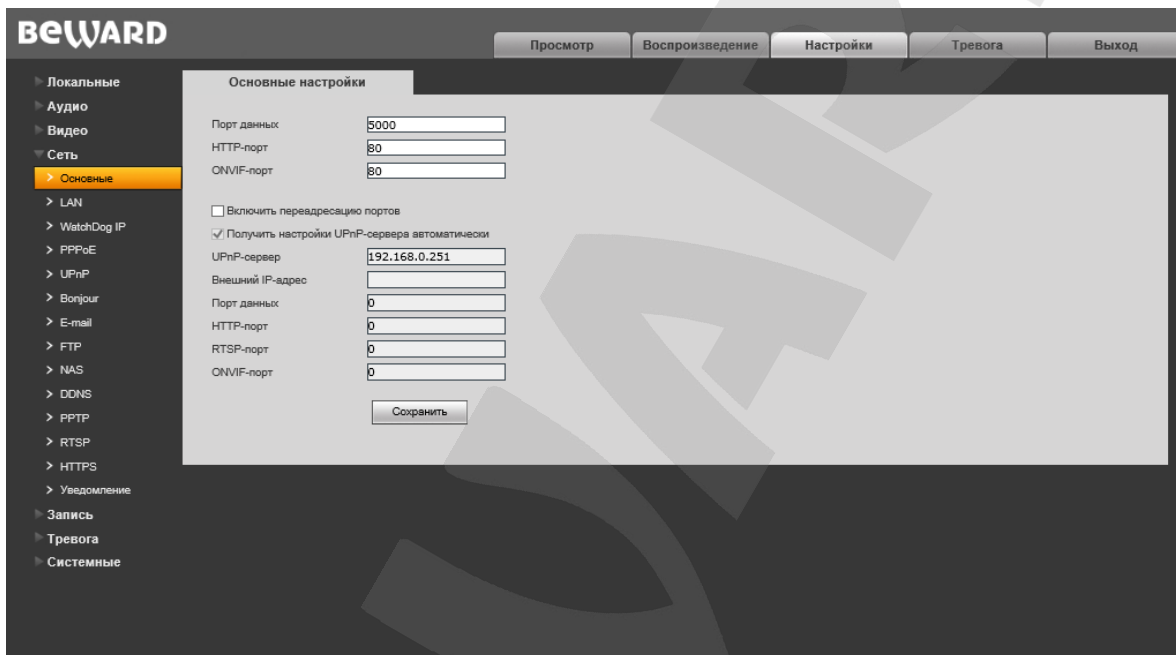 BEWARD
Просмотр Воспроизведение Настройки Тревога Выход
Локальные
Аудио
Видео
Сеть
Основные
LAN
WatchDog IP
PPPoE
UPnP
Bonjour
E-mail
FTP
NAS
DDNS
PPTP
RTSP
HTTPS
Уведомление
Запись
Тревога
Системные
Основные настройки
Порт данных 5000
HTTP-порт 80
ONVIF-порт 80
Включить переадресацию портов
Получить настройки UPnP-сервера автоматически
UPnP-сервер 192.168.0.251
Внешний IP-адрес
Порт данных 0
HTTP-порт 0
RTSP-порт 0
ONVIF-порт 0
Сохранить